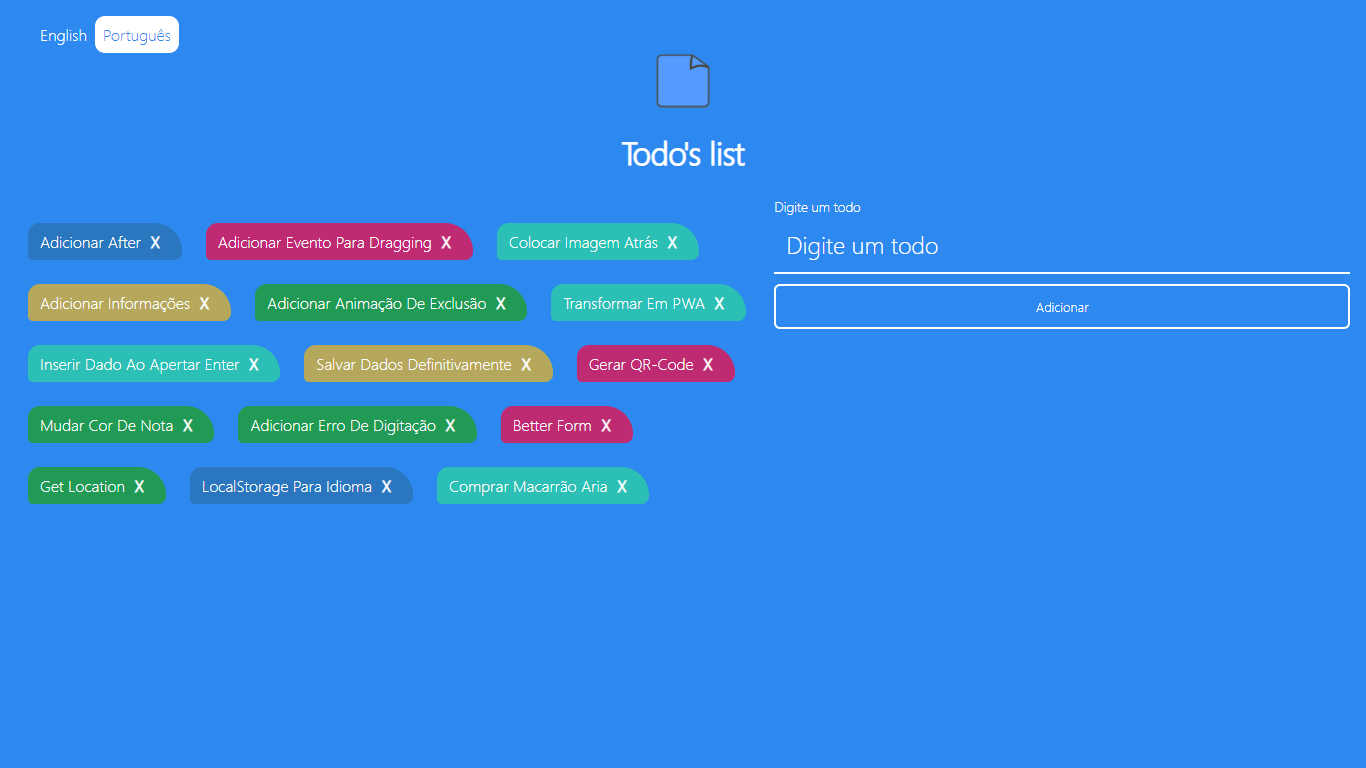 English Português
Todo's list
Adicionar After X Adicionar Evento Para Dragging X Colocar Imagem Atrás X
Adicionar Informações X Adicionar Animação De Exclusão X Transformar Em PWA X
Inserir Dado Ao Apertar Enter X Salvar Dados Definitivamente X Gerar QR-Code X
Mudar Cor De Nota X Adicionar Erro De Digitação X Better Form X
Get Location X LocalStorage Para Idioma X Comprar Macarrão Aria X
Digite um todo
Digite um todo
Adicionar